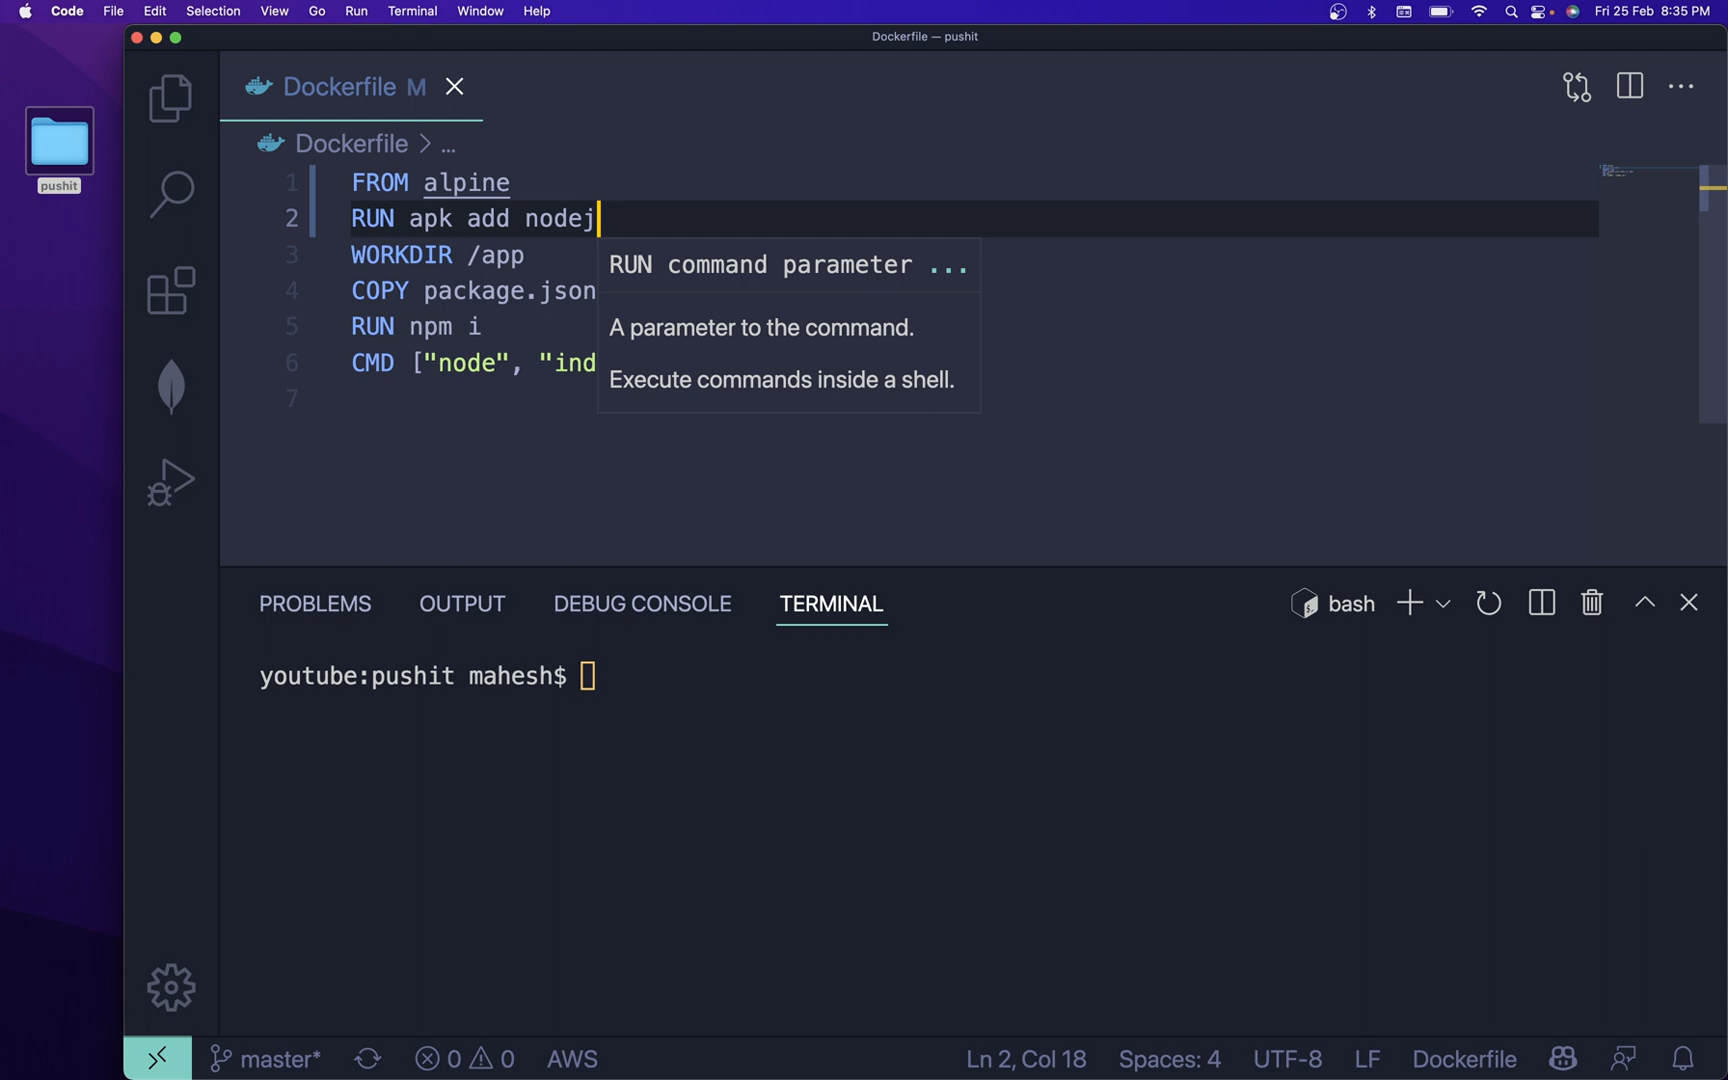 Code File Edit Selection View Go Run Terminal Window Help Fri 25 Feb 8:35 PM
Dockerfile — pushit
pushit
Dockerfile M
Dockerfile > ...
1 FROM alpine
2 RUN apk add nodej
3 WORKDIR /app
4 COPY package.json
5 RUN npm i
6 CMD ["node", "ind
7
RUN command parameter ...
A parameter to the command.
Execute commands inside a shell.
PROBLEMS OUTPUT DEBUG CONSOLE TERMINAL bash
youtube:pushit mahesh$
master* 0 0 AWS Ln 2, Col 18 Spaces: 4 UTF-8 LF Dockerfile